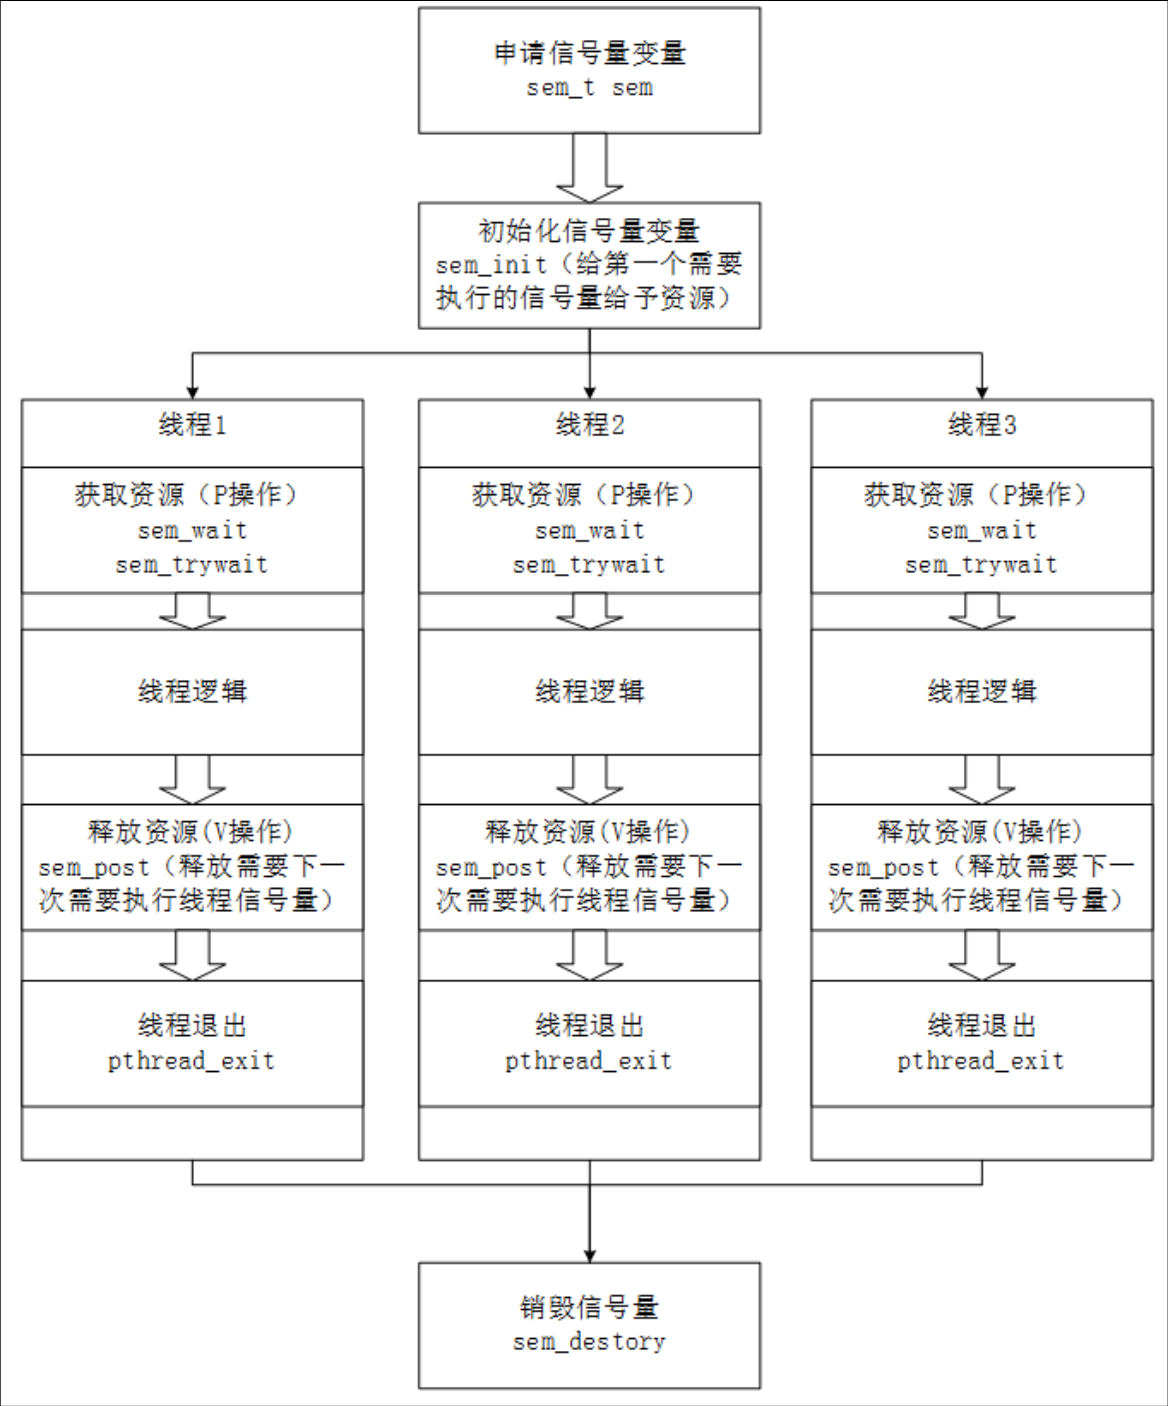 申请信号量变量
sem_t sem
初始化信号量变量
sem_init（给第一个需要
执行的信号量给予资源）
线程1
获取资源（P操作）
sem_wait
sem_trywait
线程逻辑
释放资源(V操作)
sem_post（释放需要下一
次需要执行线程信号量）
线程退出
pthread_exit
线程2
获取资源（P操作）
sem_wait
sem_trywait
线程逻辑
释放资源(V操作)
sem_post（释放需要下一
次需要执行线程信号量）
线程退出
pthread_exit
线程3
获取资源（P操作）
sem_wait
sem_trywait
线程逻辑
释放资源(V操作)
sem_post（释放需要下一
次需要执行线程信号量）
线程退出
pthread_exit
销毁信号量
sem_destory